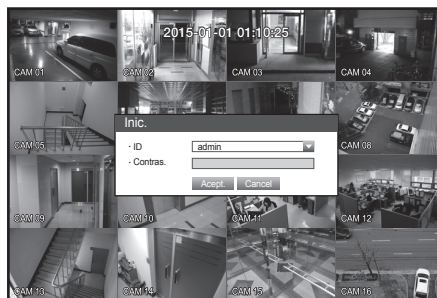 2015-01-01 01:10:25
CAM 01
CAM 02
CAM 03
CAM 04
Inic.
CAM 05
- ID
admin
CAM 08
- Contras.
Acept.
Cancel
CAM 09
CAM 10
CAM 11
CAM 12
CAM 13
CAM 14
CAM 15
CAM 16